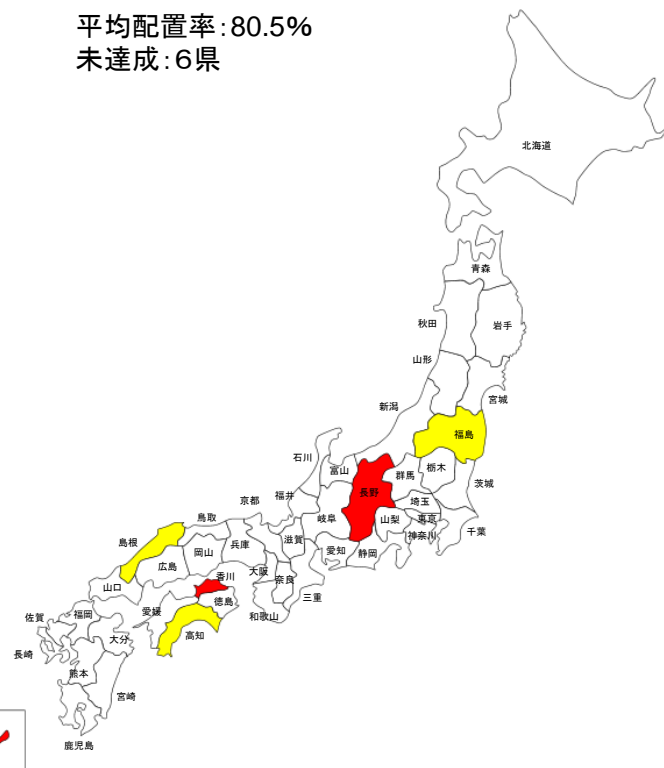 平均配置率:80.5%
未達成:6県
北海道
青森
秋田
岩手
山形
宮城
新潟
福島
石川
富山
群馬
栃木
茨城
長野
福井
岐阜
埼玉
山梨
東京
千葉
神奈川
京都
鳥取
滋賀
愛知
静岡
島根
岡山
兵庫
広島
大阪
奈良
三重
香川
山口
徳島
和歌山
愛媛
高知
佐賀
福岡
大分
長崎
熊本
宮崎
鹿児島